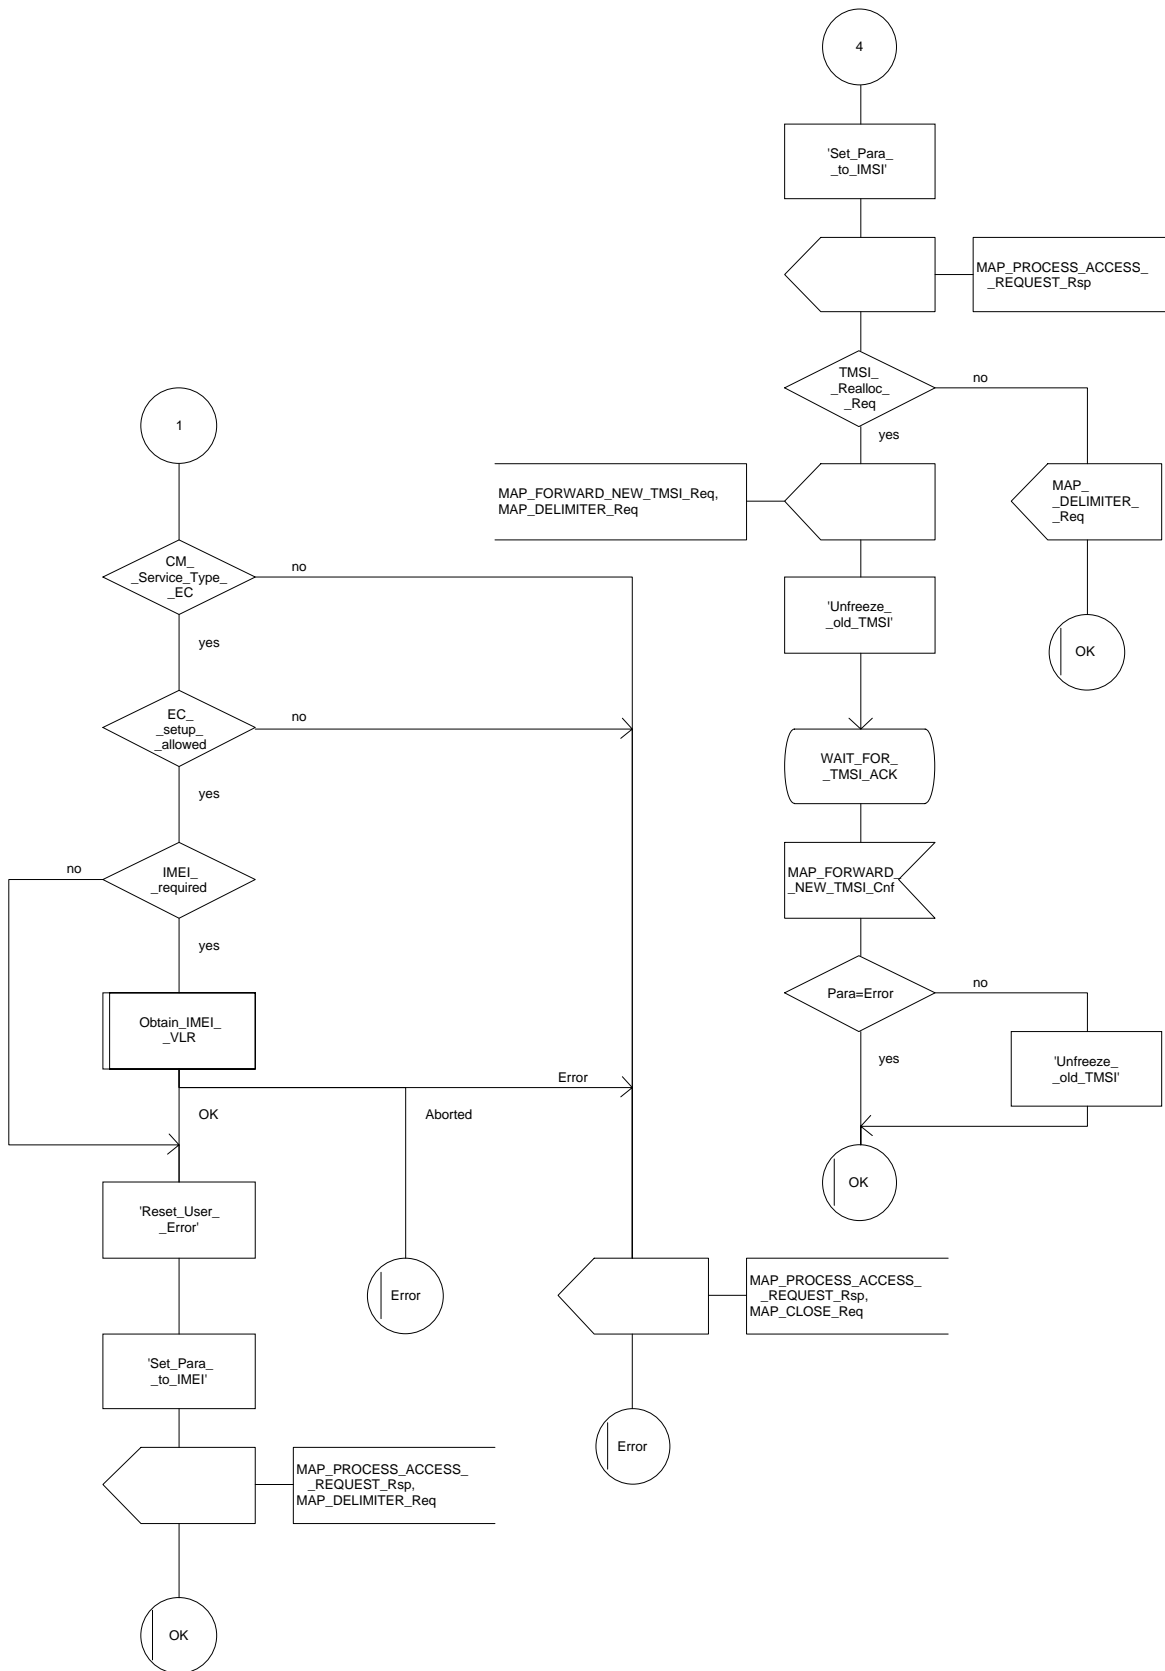 4
'Set_Para_
_to_IMSI'
MAP_PROCESS_ACCESS_
_REQUEST_Rsp
TMSI_
_Realloc_
_Req
no
yes
MAP_FORWARD_NEW_TMSI_Req,
MAP_DELIMITER_Req
MAP_
_DELIMITER_
_Req
'Unfreeze_
_old_TMSI'
OK
WAIT_FOR_
_TMSI_ACK
MAP_FORWARD_
_NEW_TMSI_Cnf
Para=Error
no
yes
'Unfreeze_
_old_TMSI'
OK
1
CM_
_Service_Type_
_EC
no
yes
EC_
_setup_
_allowed
no
yes
IMEI_
_required
no
yes
Obtain_IMEI_
_VLR
Error
OK
Aborted
'Reset_User_
_Error'
Error
MAP_PROCESS_ACCESS_
_REQUEST_Rsp,
MAP_CLOSE_Req
'Set_Para_
_to_IMEI'
Error
MAP_PROCESS_ACCESS_
_REQUEST_Rsp,
MAP_DELIMITER_Req
OK